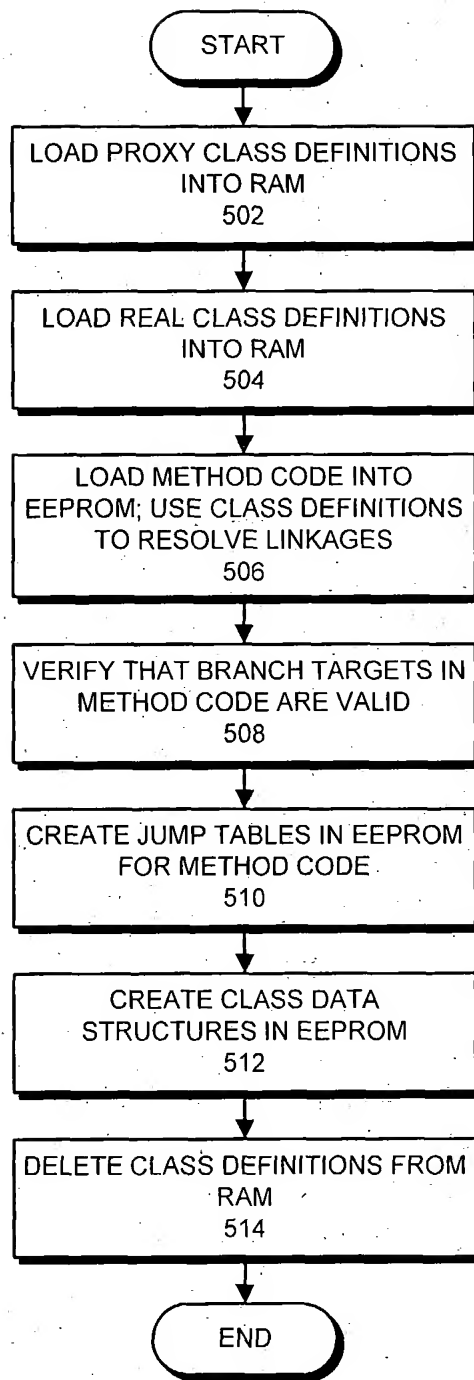 START
LOAD PROXY CLASS DEFINITIONS
INTO RAM
502
LOAD REAL CLASS DEFINITIONS
INTO RAM
504
LOAD METHOD CODE INTO
EEPROM; USE CLASS DEFINITIONS
TO RESOLVE LINKAGES
506
VERIFY THAT BRANCH TARGETS IN
METHOD CODE ARE VALID
508
CREATE JUMP TABLES IN EEPROM
FOR METHOD CODE
510
CREATE CLASS DATA
STRUCTURES IN EEPROM
512
DELETE CLASS DEFINITIONS FROM
RAM
514
END